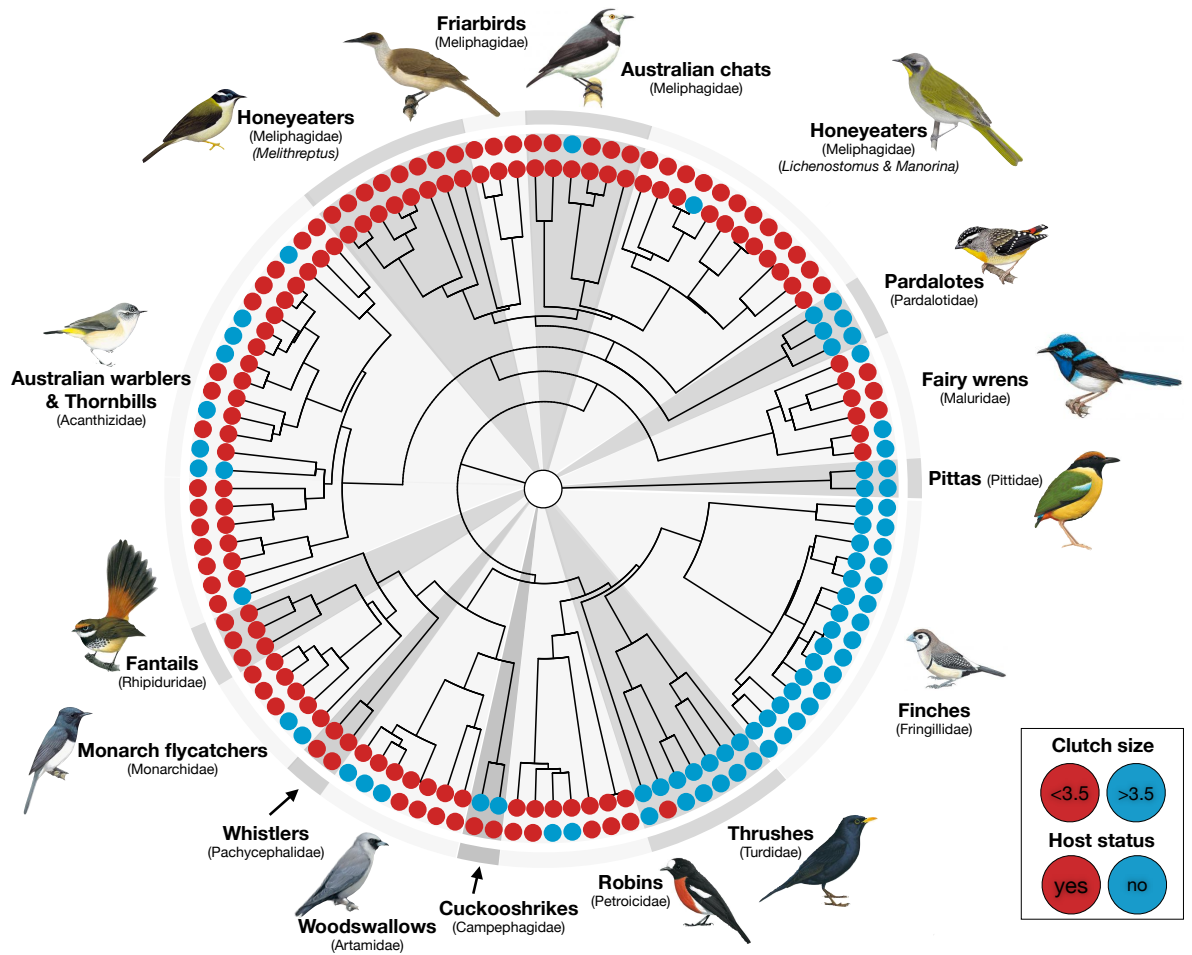 Friarbirds
(Meliphagidae)
Australian chats
(Meliphagidae)
Honeyeaters
(Meliphagidae)
(Melithreptus)
Honeyeaters
(Meliphagidae)
(Lichenostomus & Manorina)
Pardalotes
(Pardalotidae)
Fairy wrens
(Maluridae)
Pittas (Pittidae)
Finches
(Fringillidae)
Thrushes
(Turdidae)
Robins
(Petroicidae)
Cuckooshrikes
(Campephagidae)
Woodswallows
(Artamidae)
Whistlers
(Pachycephalidae)
Monarch flycatchers
(Monarchidae)
Fantails
(Rhipiduridae)
Australian warblers
& Thornbills
(Acanthizidae)
Clutch size
<3.5 >3.5
Host status
yes no